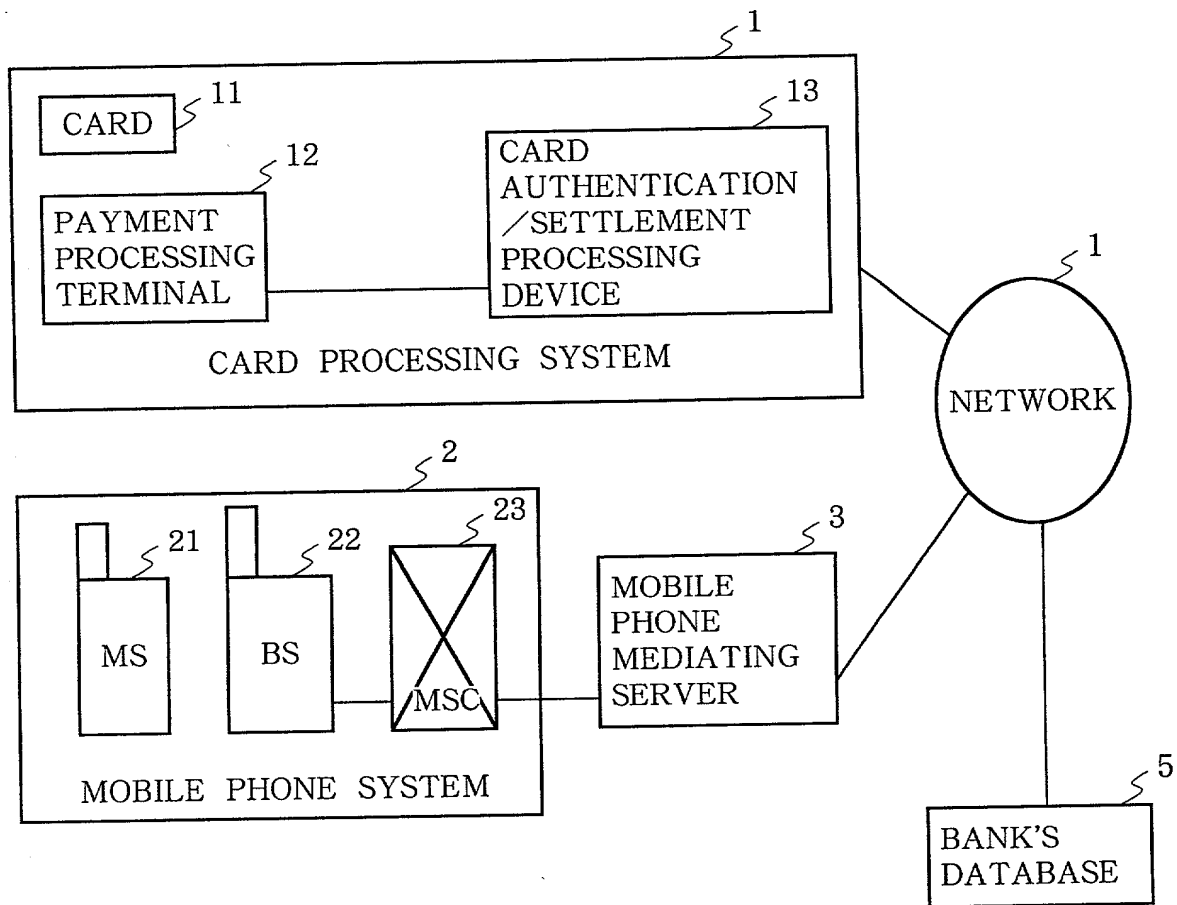 1
CARD
11
12
PAYMENT
PROCESSING
TERMINAL
13
CARD
AUTHENTICATION
/SETTLEMENT
PROCESSING
DEVICE
CARD PROCESSING SYSTEM
1
NETWORK
2
21
MS
22
BS
23
MSC
MOBILE PHONE SYSTEM
3
MOBILE
PHONE
MEDIATING
SERVER
5
BANK'S
DATABASE